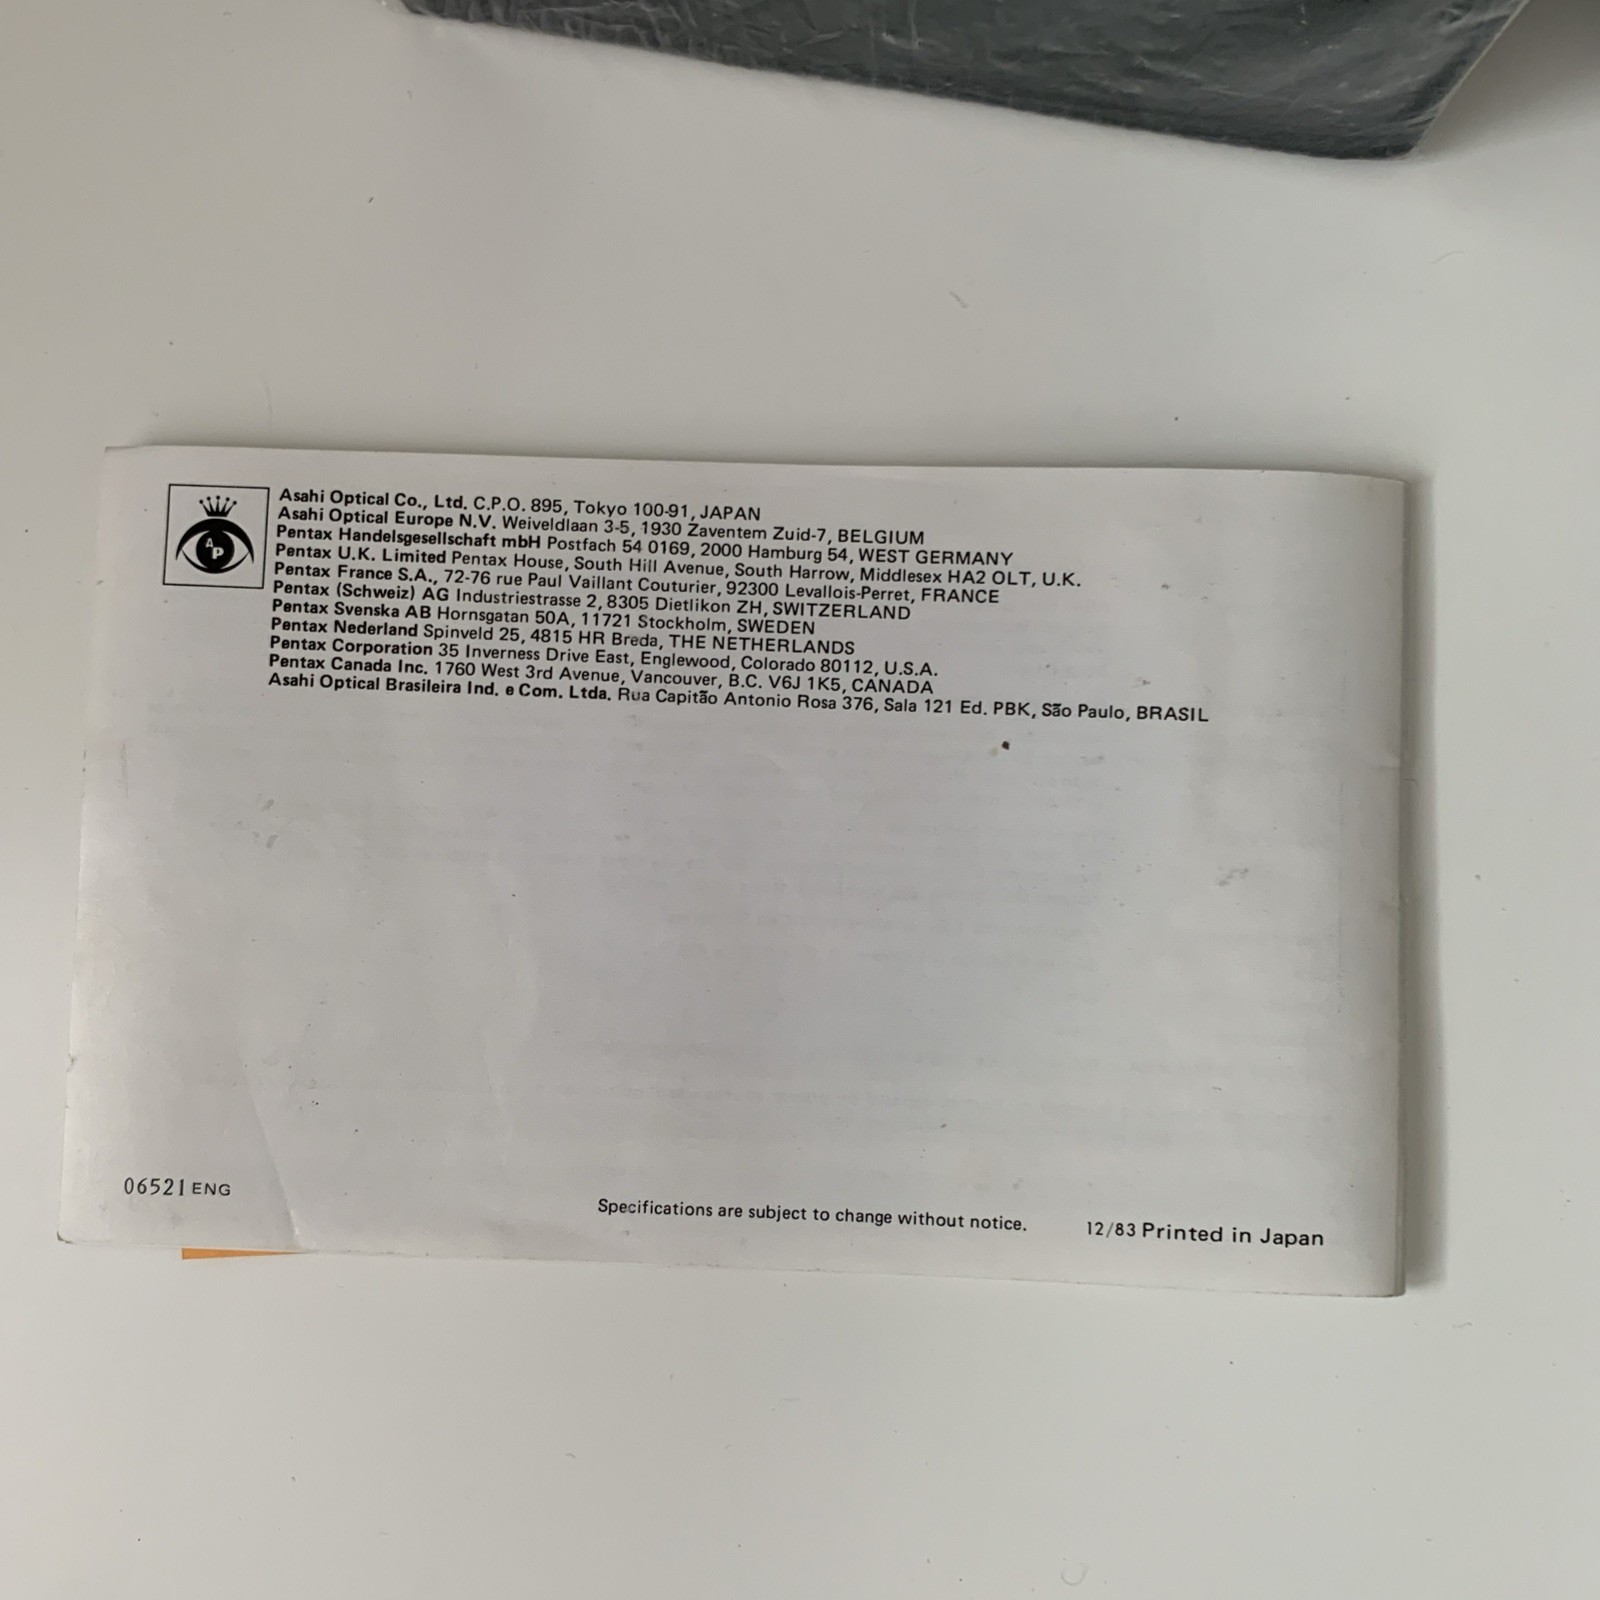 AP
Asahi Optical Co., Ltd. C.P.O. 895, Tokyo 100-91, JAPAN
Asahi Optical Europe N.V. Weiveldlaan 3-5, 1930 Zaventem Zuid-7, BELGIUM
Pentax Handelsgesellschaft mbH Postfach 54 0169, 2000 Hamburg 54, WEST GERMANY
Pentax U.K. Limited Pentax House, South Hill Avenue, South Harrow, Middlesex HA2 OLT, U.K.
Pentax France S.A., 72-76 rue Paul Vaillant Couturier, 92300 Levallois-Perret, FRANCE
Pentax (Schweiz) AG Industriestrasse 2, 8305 Dietlikon ZH, SWITZERLAND
Pentax Svenska AB Hornsgatan 50A, 11721 Stockholm, SWEDEN
Pentax Nederland Spinveld 25, 4815 HR Breda, THE NETHERLANDS
Pentax Corporation 35 Inverness Drive East, Englewood, Colorado 80112, U.S.A.
Pentax Canada Inc. 1760 West 3rd Avenue, Vancouver, B.C. V6J 1K5, CANADA
Asahi Optical Brasileira Ind. e Com. Ltda. Rua Capitão Antonio Rosa 376, Sala 121 Ed. PBK, São Paulo, BRASIL
06521 ENG
Specifications are subject to change without notice.
12/83 Printed in Japan